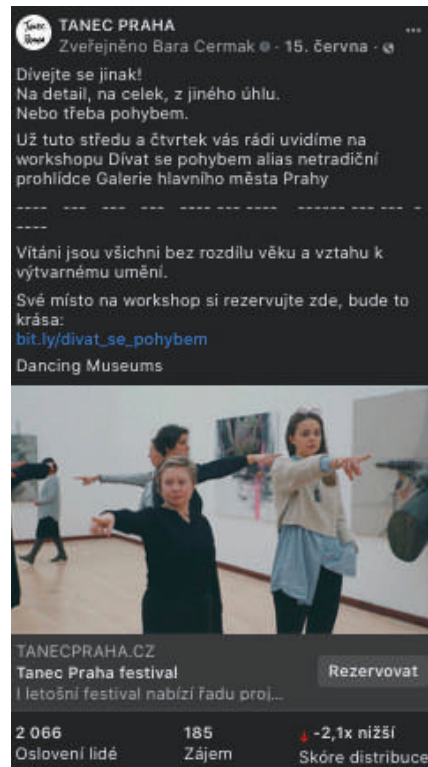 Tanec Praha
TANEC PRAHA
Zveřejněno Bara Cermak · 15. června ·
Dívejte se jinak!
Na detail, na celek, z jiného úhlu.
Nebo třeba pohybem.
Už tuto středu a čtvrtek vás rádi uvidíme na
workshopu Dívat se pohybem alias netradiční
prohlídce Galerie hlavního města Prahy
---- --- --- --- ---- --- ---- ------ --- --- -
----
Vítáni jsou všichni bez rozdílu věku a vztahu k
výtvarnému umění.
Své místo na workshop si rezervujte zde, bude to
krása:
bit.ly/divat_se_pohybem
Dancing Museums
TANECPRAHA.CZ
Tanec Praha festival
I letošní festival nabízí řadu proj...
Rezervovat
2 066 185 -2,1x nižší
Oslovení lidé Zájem Skóre distribuce